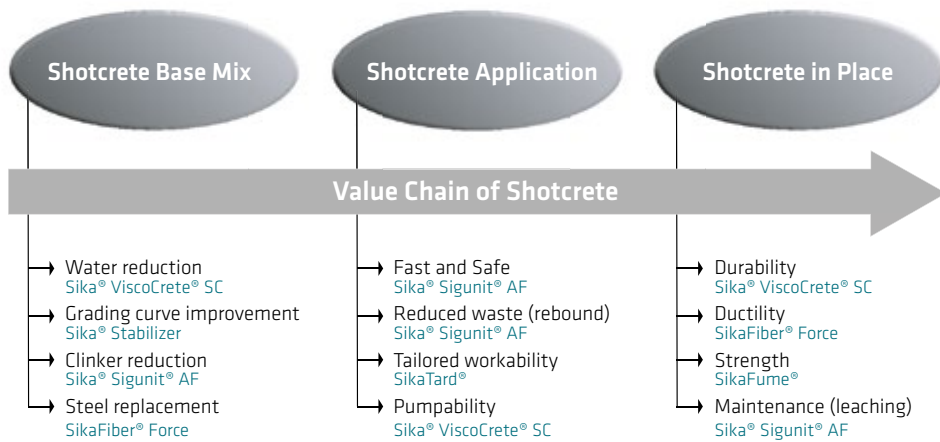 Shotcrete Base Mix
Shotcrete Application
Shotcrete in Place
Value Chain of Shotcrete
Water reduction
Sika® ViscoCrete® SC
Grading curve improvement
Sika® Stabilizer
Clinker reduction
Sika® Sigunit® AF
Steel replacement
SikaFiber® Force
Fast and Safe
Sika® Sigunit® AF
Reduced waste (rebound)
Sika® Sigunit® AF
Tailored workability
SikaTard®
Pumpability
Sika® ViscoCrete® SC
Durability
Sika® ViscoCrete® SC
Ductility
SikaFiber® Force
Strength
SikaFume®
Maintenance (leaching)
Sika® Sigunit® AF